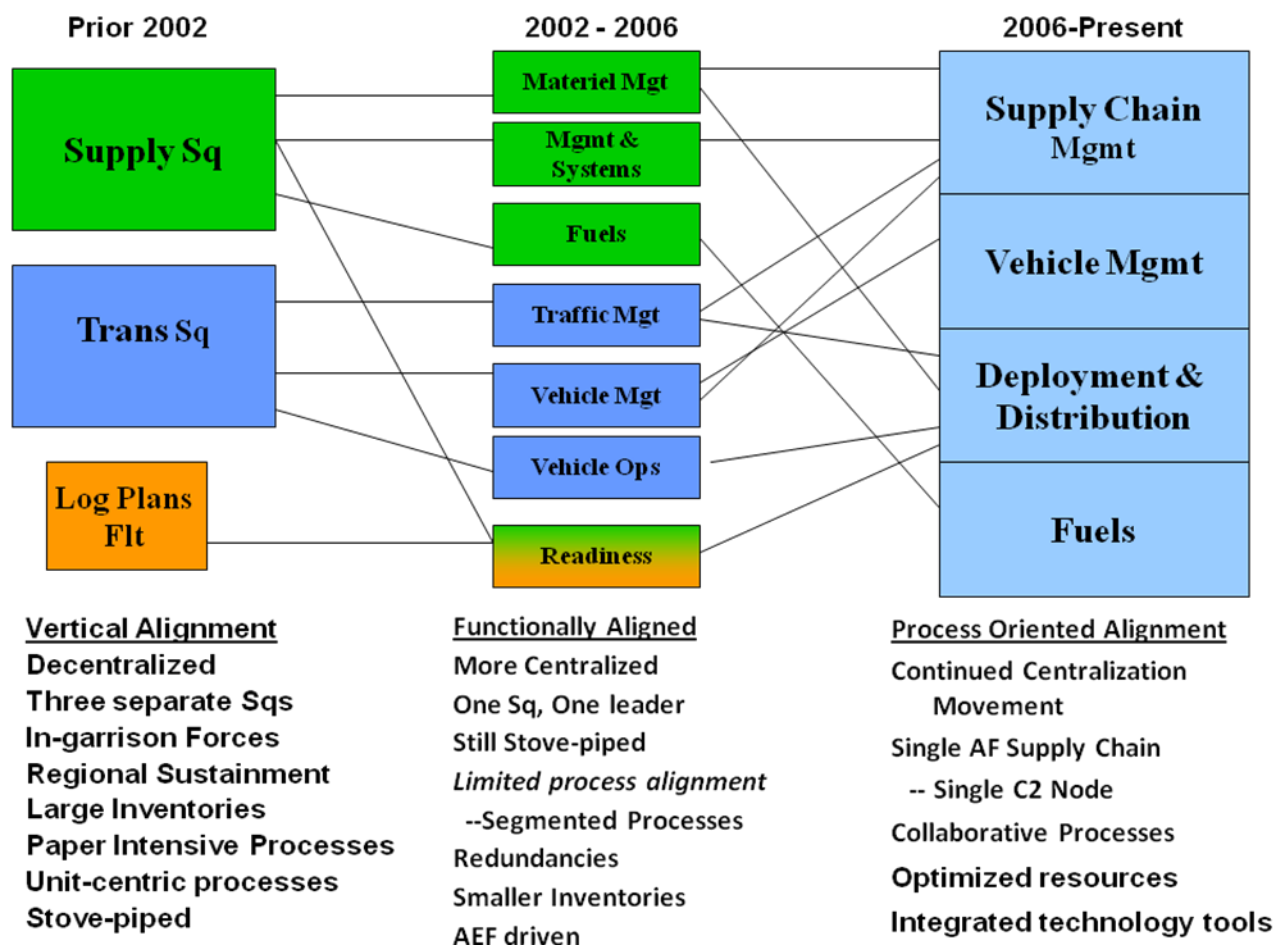 Prior 2002
2002 - 2006
2006-Present
Supply Sq
Trans Sq
Log Plans
Flt
Materiel Mgt
Mgmt &
Systems
Fuels
Traffic Mgt
Vehicle Mgt
Vehicle Ops
Readiness
Supply Chain
Mgmt
Vehicle Mgmt
Deployment &
Distribution
Fuels
Vertical Alignment
Decentralized
Three separate Sqs
In-garrison Forces
Regional Sustainment
Large Inventories
Paper Intensive Processes
Unit-centric processes
Stove-piped
Functionally Aligned
More Centralized
One Sq, One leader
Still Stove-piped
Limited process alignment
--Segmented Processes
Redundancies
Smaller Inventories
AEF driven
Process Oriented Alignment
Continued Centralization
Movement
Single AF Supply Chain
-- Single C2 Node
Collaborative Processes
Optimized resources
Integrated technology tools